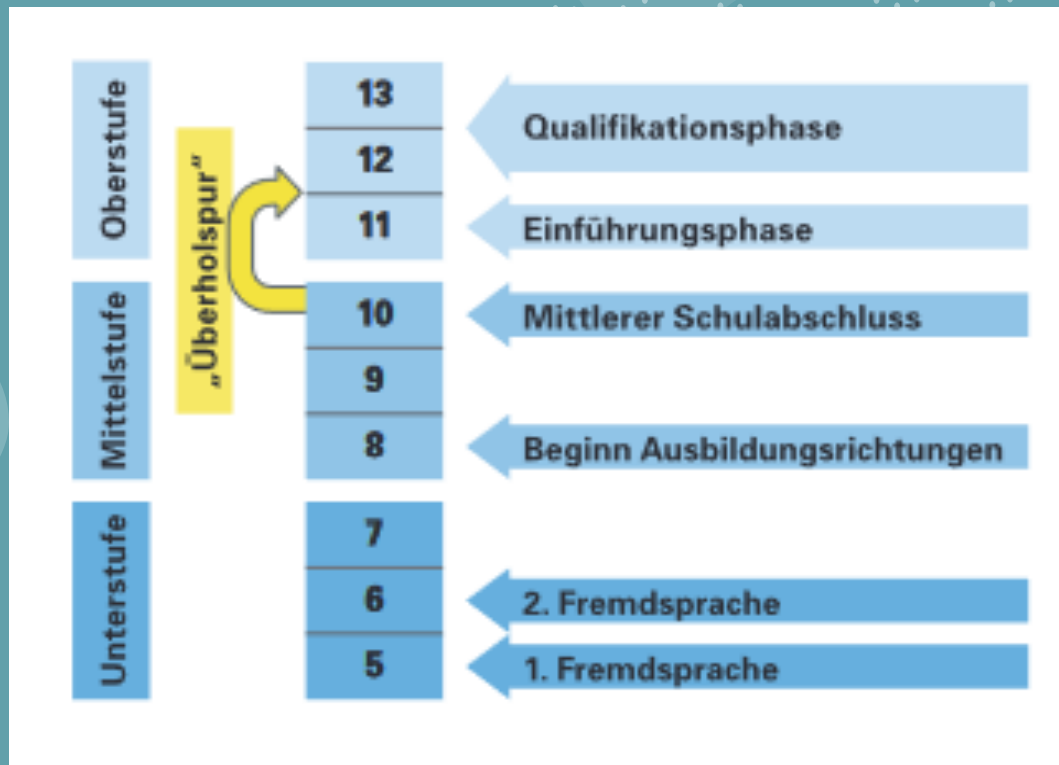 Oberstufe
13
Qualifikationsphase
12
11
Einführungsphase
„Überholspur“
Mittelstufe
10
Mittlerer Schulabschluss
9
8
Beginn Ausbildungsrichtungen
Unterstufe
7
6
2. Fremdsprache
5
1. Fremdsprache